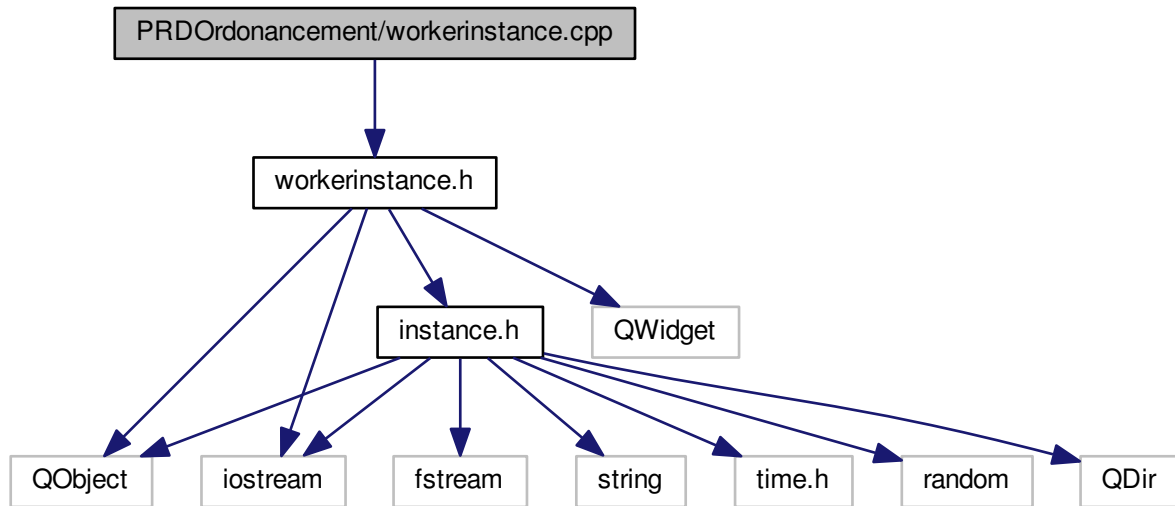 PRDOrdonancement/workerinstance.cpp
workerinstance.h
instance.h
QWidget
QObject
iostream
fstream
string
time.h
random
QDir